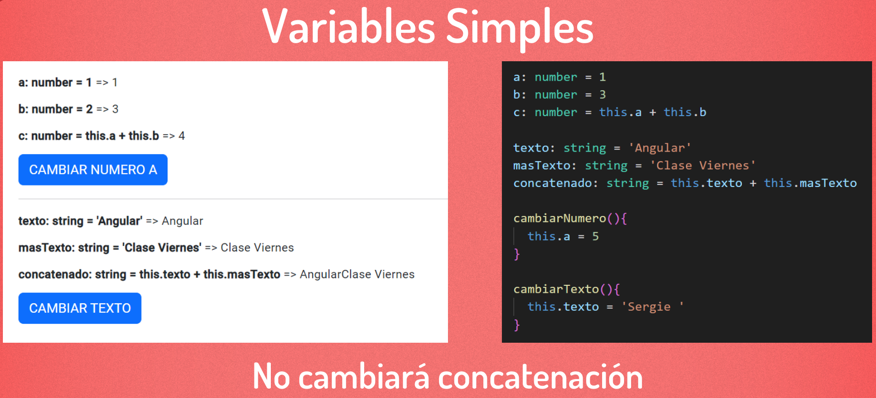 Variables Simples
a: number = 1 => 1
b: number = 2 => 3
c: number = this.a + this.b => 4
CAMBIAR NUMERO A
texto: string = 'Angular' => Angular
masTexto: string = 'Clase Viernes' => Clase Viernes
concatenado: string = this.texto + this.masTexto => AngularClase Viernes
CAMBIAR TEXTO
a: number = 1
b: number = 3
c: number = this.a + this.b
texto: string = 'Angular'
masTexto: string = 'Clase Viernes'
concatenado: string = this.texto + this.masTexto
cambiarNumero(){
this.a = 5
}
cambiarTexto(){
this.texto = 'Sergie '
}
No cambiará concatenación